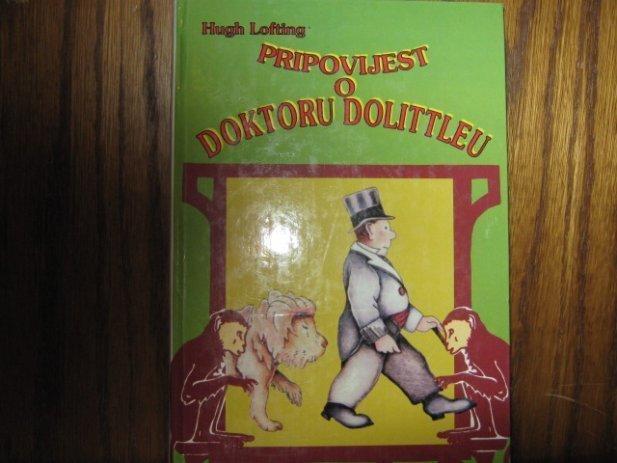 Hugh Lofting
PRIPOVIJEST
O
DOKTORU DOLITTLEU